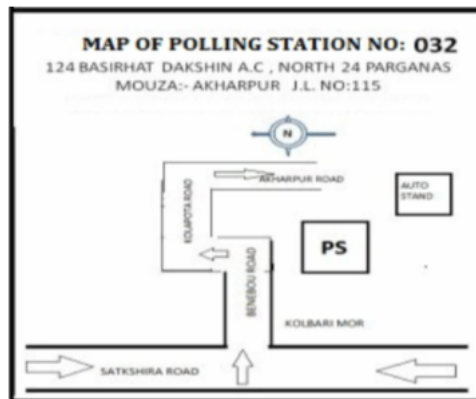 MAP OF POLLING STATION NO: 032
124 BASIRHAT DAKSHIN A.C , NORTH 24 PARGANAS
MOUZA:- AKHARPUR J.L. NO:115
N
AKHARPUR ROAD
AUTO
STAND
KOLAPOTA ROAD
PS
BENEBOU ROAD
KOLBARI MOR
SATKSHIRA ROAD